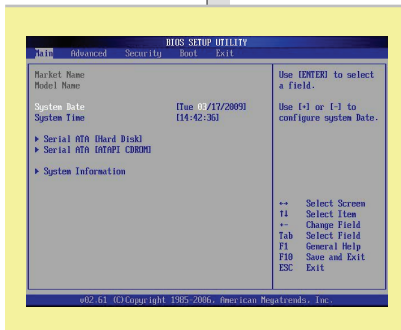 BIOS SETUP UTILITY
Main Advanced Security Boot Exit
Market Name
Model Name
System Date [Tue 03/17/2009]
System Time [14:42:36]
▶ Serial ATA [Hard Disk]
▶ Serial ATA [ATAPI CDROM]
▶ System Information
Use [ENTER] to select
a field.
Use [+] or [-] to
configure system Date.
↔ Select Screen
↑↓ Select Item
+- Change Field
Tab Select Field
F1 General Help
F10 Save and Exit
ESC Exit
v02.61 (C)Copyright 1985-2006, American Megatrends, Inc.